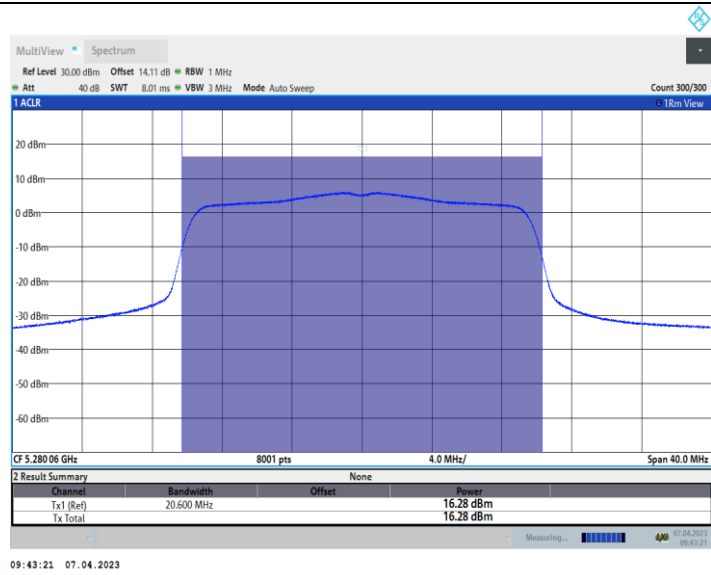 MultiView Spectrum
Ref Level 30.00 dBm Offset 14.11 dB RBW 1 MHz
Att 40 dB SWT 8.01 ms VBW 3 MHz Mode Auto Sweep Count 300/300
1 ACLR 1Rm View
20 dBm
10 dBm
0 dBm
-10 dBm
-20 dBm
-30 dBm
-40 dBm
-50 dBm
-60 dBm
CF 5.280 06 GHz 8001 pts 4.0 MHz/ Span 40.0 MHz
2 Result Summary None
Channel Bandwidth Offset Power
Tx1 (Ref) 20.600 MHz 16.28 dBm
Tx Total 16.28 dBm
Measuring... 07.04.2023
09:43:21
09:43:21 07.04.2023